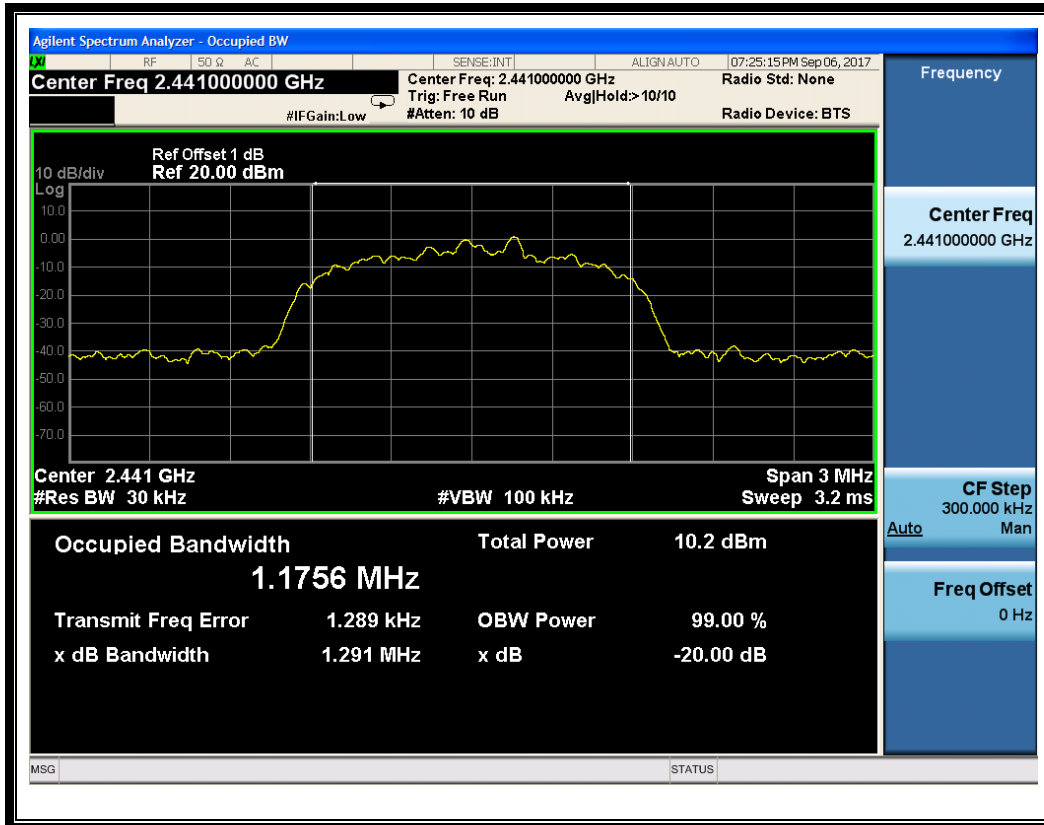 Agilent Spectrum Analyzer - Occupied BW
LXI RF 50 Ω AC SENSE:INT ALIGN AUTO 07:25:15 PM Sep 06, 2017
Center Freq 2.441000000 GHz
Center Freq: 2.441000000 GHz Radio Std: None
Trig: Free Run Avg|Hold:> 10/10
#IFGain:Low #Atten: 10 dB Radio Device: BTS
Ref Offset 1 dB
10 dB/div Ref 20.00 dBm
Log
10.0
0.00
-10.0
-20.0
-30.0
-40.0
-50.0
-60.0
-70.0
Center 2.441 GHz Span 3 MHz
#Res BW 30 kHz #VBW 100 kHz Sweep 3.2 ms
Occupied Bandwidth Total Power 10.2 dBm
1.1756 MHz
Transmit Freq Error 1.289 kHz OBW Power 99.00 %
x dB Bandwidth 1.291 MHz x dB -20.00 dB
MSG STATUS
Frequency
Center Freq
2.441000000 GHz
CF Step
300.000 kHz
Auto Man
Freq Offset
0 Hz